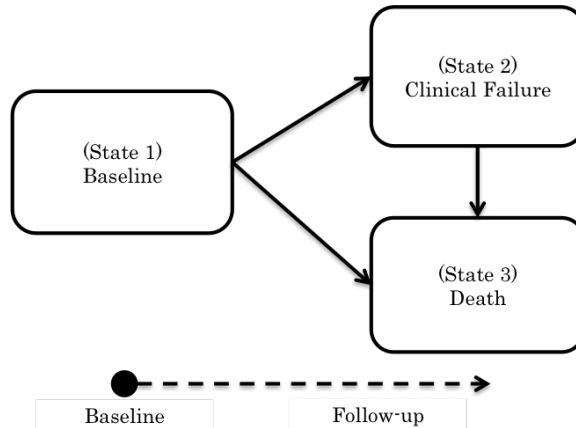 (State 1)
Baseline
(State 2)
Clinical Failure
(State 3)
Death
Baseline
Follow-up